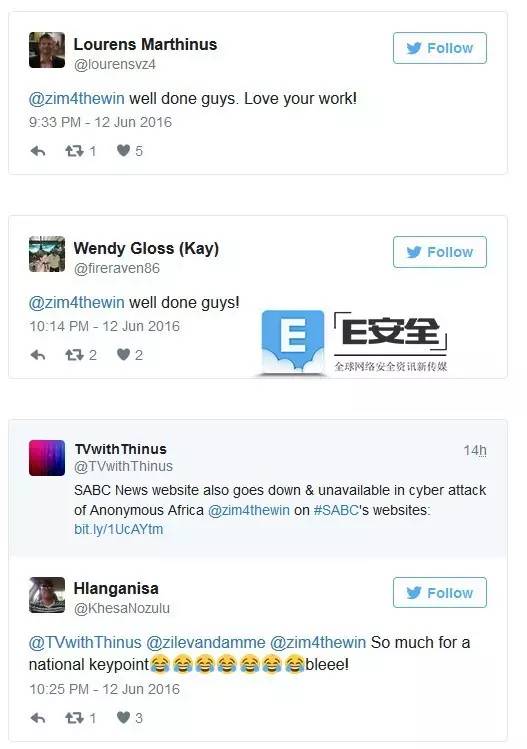 Lourens Marthinus
Follow
@lourensvz4
@zim4thewin well done guys. Love your work!
9:33 PM - 12 Jun 2016
1 5
Wendy Gloss (Kay)
Follow
@fireraven86
@zim4thewin well done guys!
10:14 PM - 12 Jun 2016
2 2
E
「E安全」
全球网络安全资讯新传媒
TVwithThinus
14h
@TVwithThinus
SABC News website also goes down & unavailable in cyber attack
of Anonymous Africa @zim4thewin on #SABC's websites:
bit.ly/1UcAYtm
Hlanganisa
Follow
@KhesaNozulu
@TVwithThinus @zilevandamme @zim4thewin So much for a
national keypoint😂😂😂😂😂😂😂bleee!
10:25 PM - 12 Jun 2016
1 3